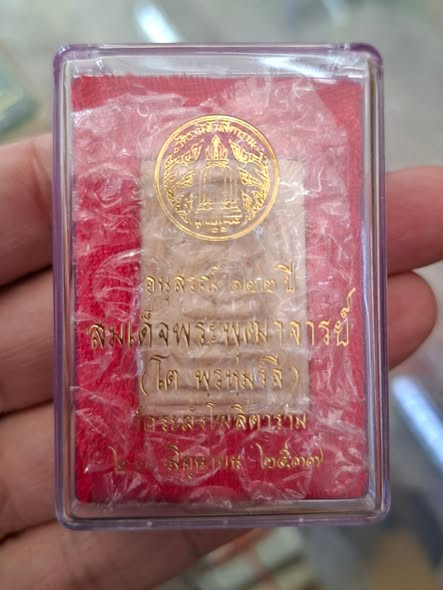 อนุสรณ์ ๑๒๒ ปี
สมเด็จพระพุฒาจารย์
(โต พรหฺมรํสี)
วัดระฆังโฆสิตาราม
๒๒ มิถุนายน ๒๕๓๗